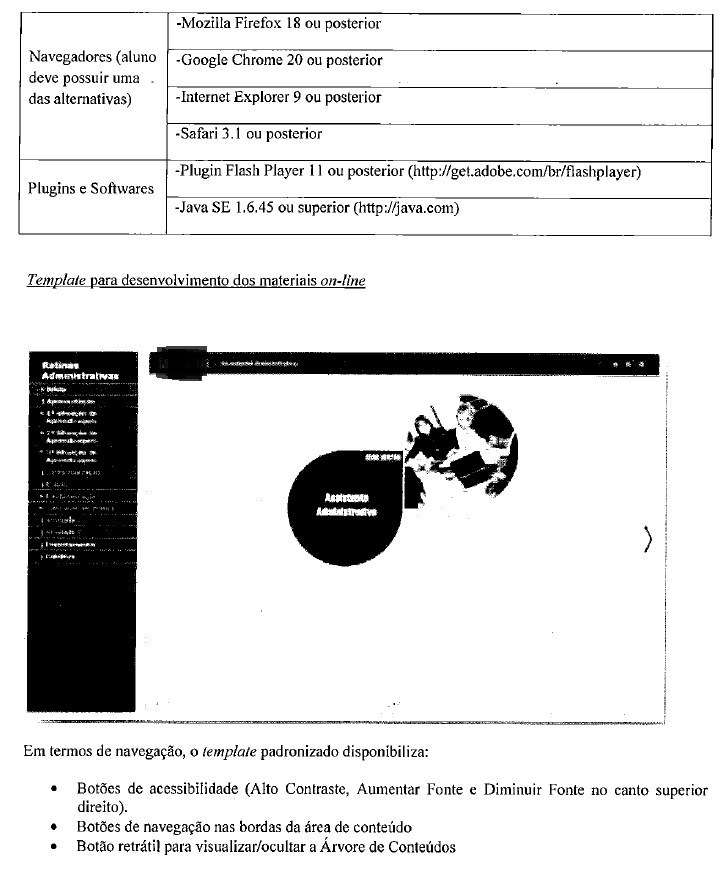 -Mozilla Firefox 18 ou posterior
Navegadores (aluno
deve possuir uma
das alternativas)
-Google Chrome 20 ou posterior
-Internet Explorer 9 ou posterior
-Safari 3.1 ou posterior
Plugins e Softwares
-Plugin Flash Player 11 ou posterior (http://get.adobe.com/br/flashplayer)
-Java SE 1.6.45 ou superior (http://java.com)
Template para desenvolvimento dos materiais on-line
Rotinas
Administrativas
Assistente
Administrativo
Em termos de navegação, o template padronizado disponibiliza:
• Botões de acessibilidade (Alto Contraste, Aumentar Fonte e Diminuir Fonte no canto superior
direito).
• Botões de navegação nas bordas da área de conteúdo
• Botão retrátil para visualizar/ocultar a Árvore de Conteúdos